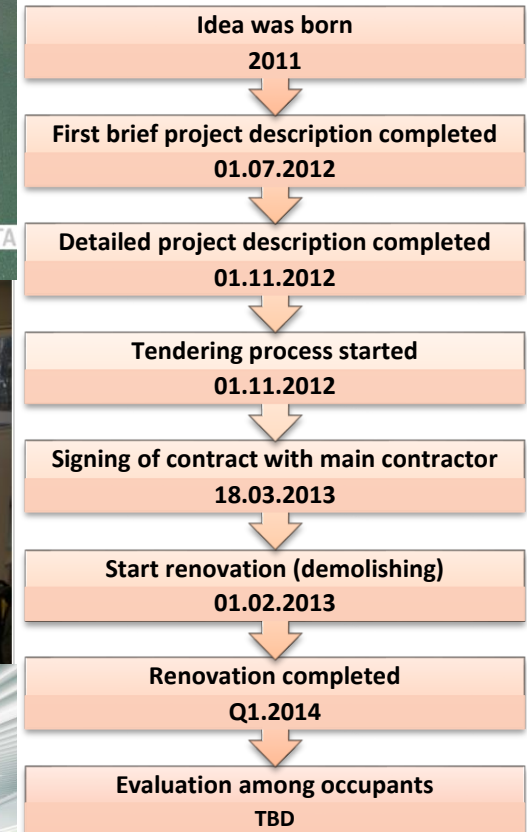 Idea was born
2011
First brief project description completed
01.07.2012
TA
Detailed project description completed
01.11.2012
Tendering process started
01.11.2012
Signing of contract with main contractor
18.03.2013
Start renovation (demolishing)
01.02.2013
Renovation completed
Q1.2014
Evaluation among occupants
TBD